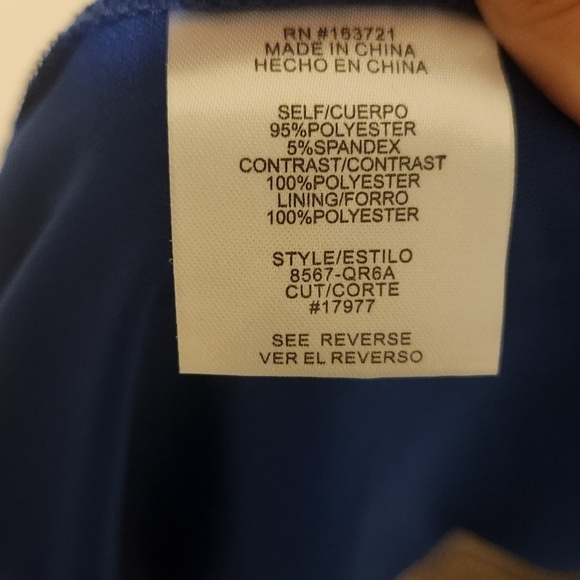 RN #163721
MADE IN CHINA
HECHO EN CHINA
SELF/CUERPO
95%POLYESTER
5%SPANDEX
CONTRAST/CONTRAST
100%POLYESTER
LINING/FORRO
100%POLYESTER
STYLE/ESTILO
8567-QR6A
CUT/CORTE
#17977
SEE REVERSE
VER EL REVERSO